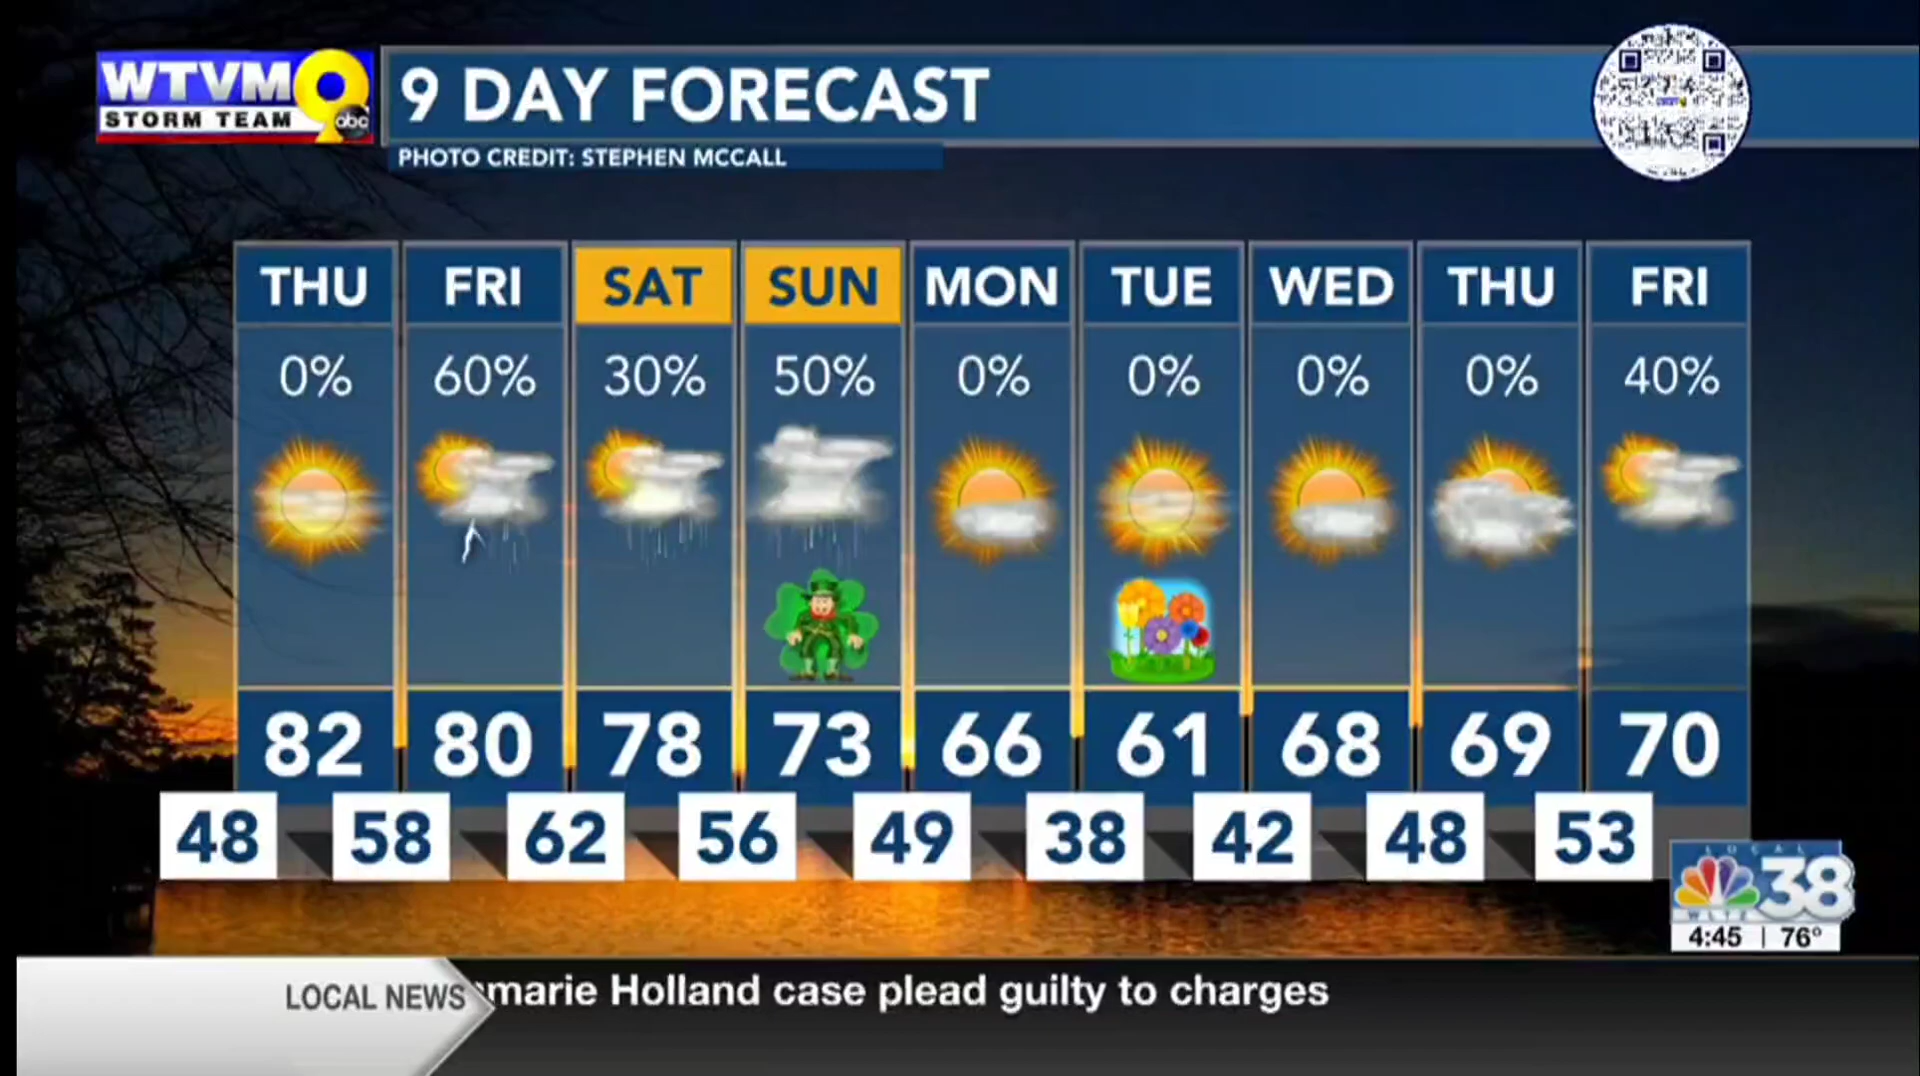 WTVM 9
STORM TEAM abc
9 DAY FORECAST
PHOTO CREDIT: STEPHEN MCCALL
THU FRI SAT SUN MON TUE WED THU FRI
0% 60% 30% 50% 0% 0% 0% 0% 40%
82 80 78 73 66 61 68 69 70
48 58 62 56 49 38 42 48 53
LOCAL
38
WLTZ
4:45 | 76°
LOCAL NEWS
marie Holland case plead guilty to charges